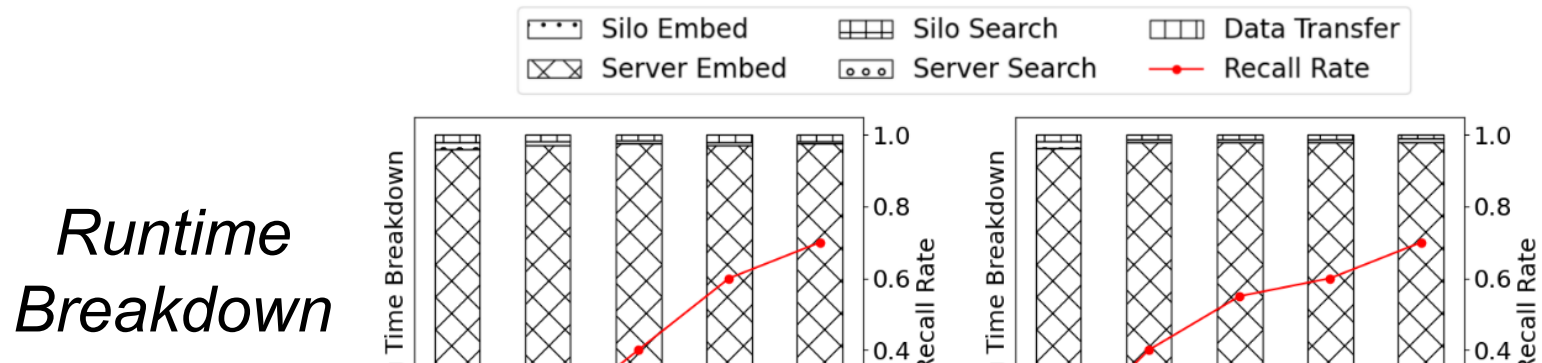 Silo Embed
Silo Search
Data Transfer
Server Embed
Server Search
Recall Rate
Runtime
Breakdown
Time Breakdown
1.0
0.8
0.6
0.4
Recall Rate
Time Breakdown
1.0
0.8
0.6
0.4
Recall Rate